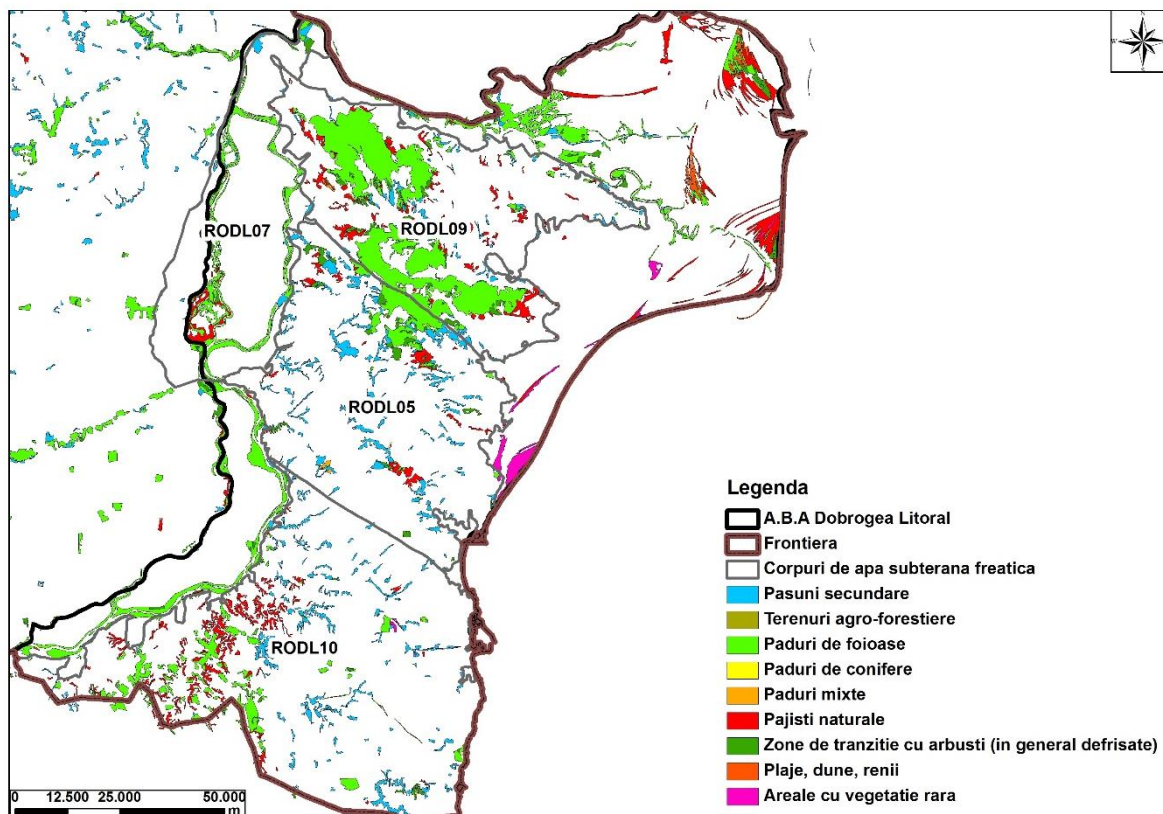 N
W
E
S
RODL07
RODL09
RODL05
RODL10
Legenda
A.B.A Dobrogea Litoral
Frontiera
Corpuri de apa subterana freatica
Pasuni secundare
Terenuri agro-forestiere
Paduri de foioase
Paduri de conifere
Paduri mixte
Pajisti naturale
Zone de tranzitie cu arbusti (in general defrisate)
Plaje, dune, renii
Areale cu vegetatie rara
0 12.500 25.000 50.000
m